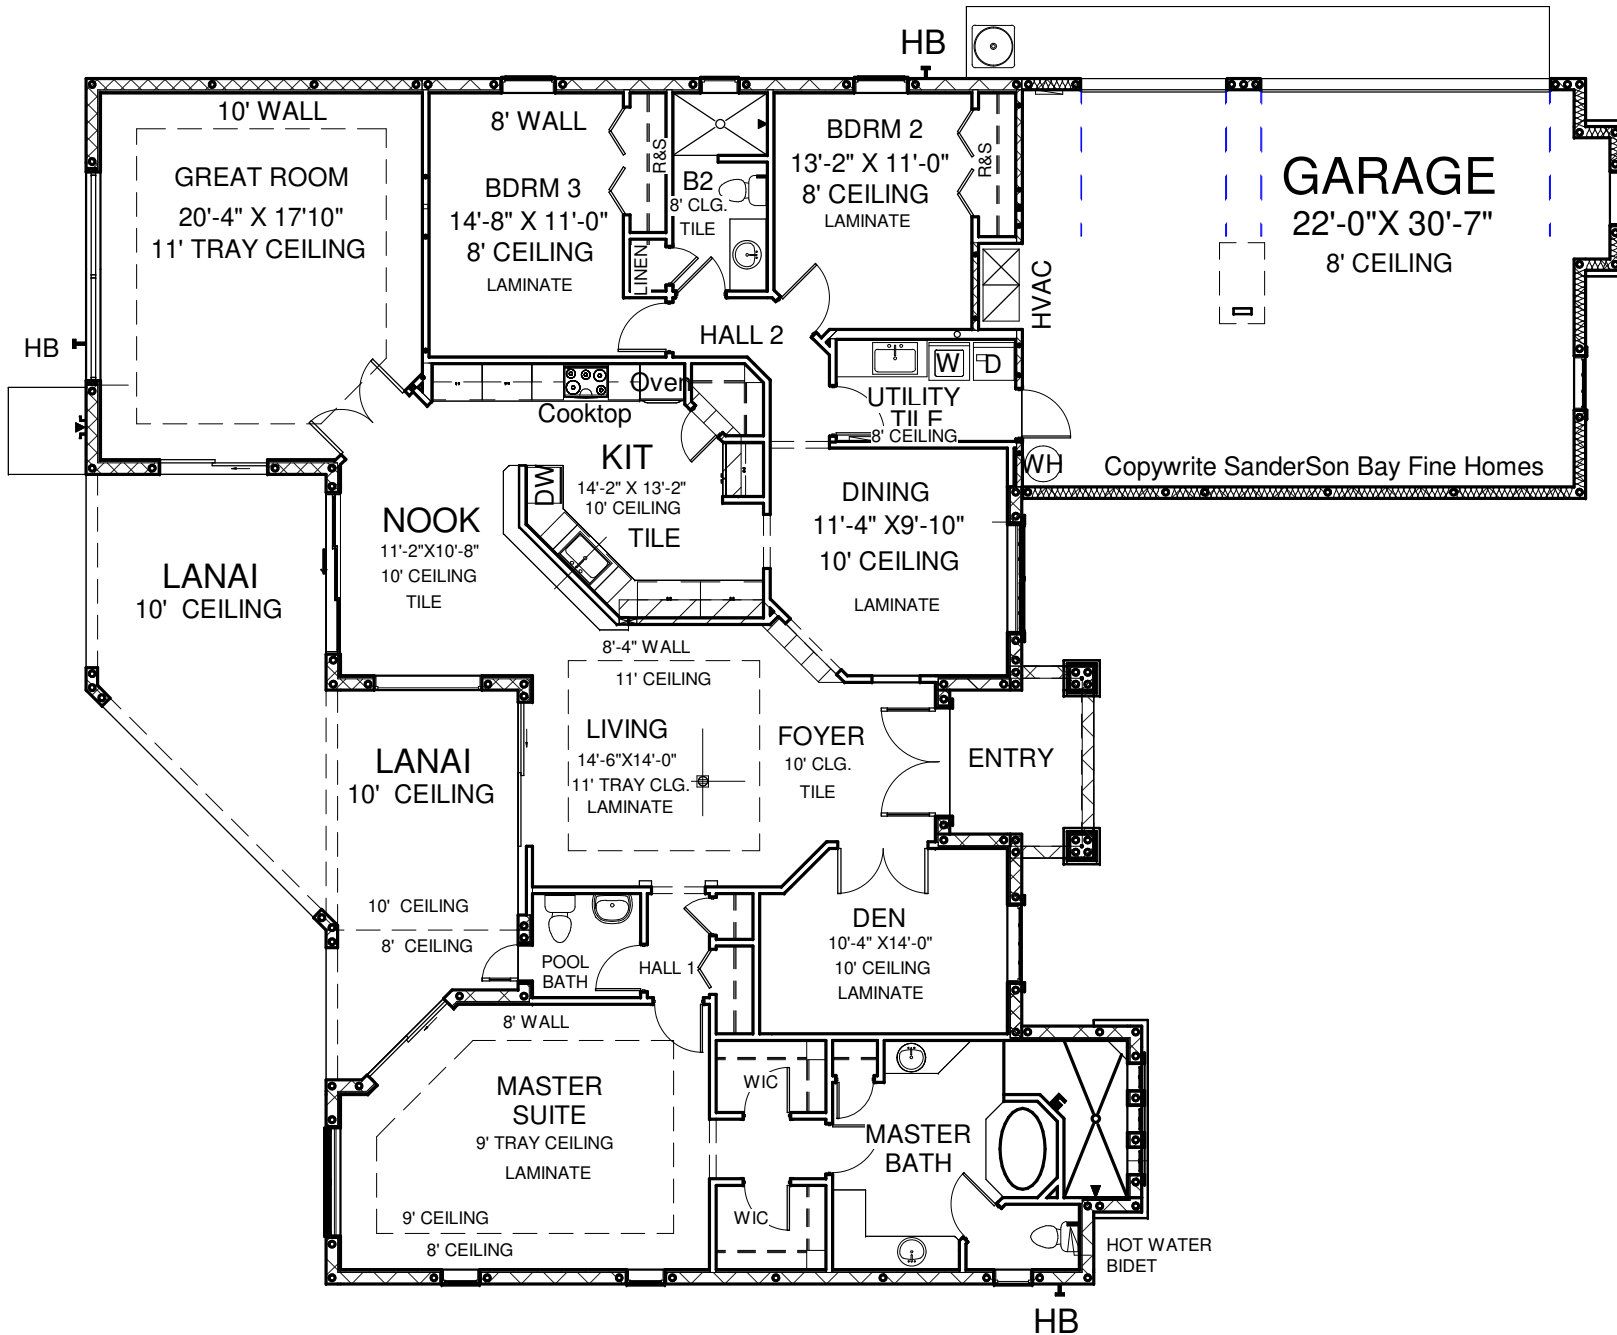 HB
10' WALL
GREAT ROOM
20'-4" X 17'10"
11' TRAY CEILING
8' WALL
BDRM 3
14'-8" X 11'-0"
8' CEILING
LAMINATE
R&S
LINEN
B2
8' CLG.
TILE
BDRM 2
13'-2" X 11'-0"
8' CEILING
LAMINATE
R&S
GARAGE
22'-0"X 30'-7"
8' CEILING
HVAC
HB
HALL 2
Oven
Cooktop
W
D
UTILITY
TILE
8' CEILING
WH
Copywrite SanderSon Bay Fine Homes
KIT
14'-2" X 13'-2"
10' CEILING
TILE
DW
NOOK
11'-2"X10'-8"
10' CEILING
TILE
DINING
11'-4" X9'-10"
10' CEILING
LAMINATE
LANAI
10' CEILING
8'-4" WALL
11' CEILING
LIVING
14'-6"X14'-0"
11' TRAY CLG.
LAMINATE
FOYER
10' CLG.
TILE
ENTRY
LANAI
10' CEILING
10' CEILING
8' CEILING
POOL
BATH
HALL 1
DEN
10'-4" X14'-0"
10' CEILING
LAMINATE
8' WALL
MASTER
SUITE
9' TRAY CEILING
LAMINATE
9' CEILING
8' CEILING
WIC
WIC
MASTER
BATH
HOT WATER
BIDET
HB